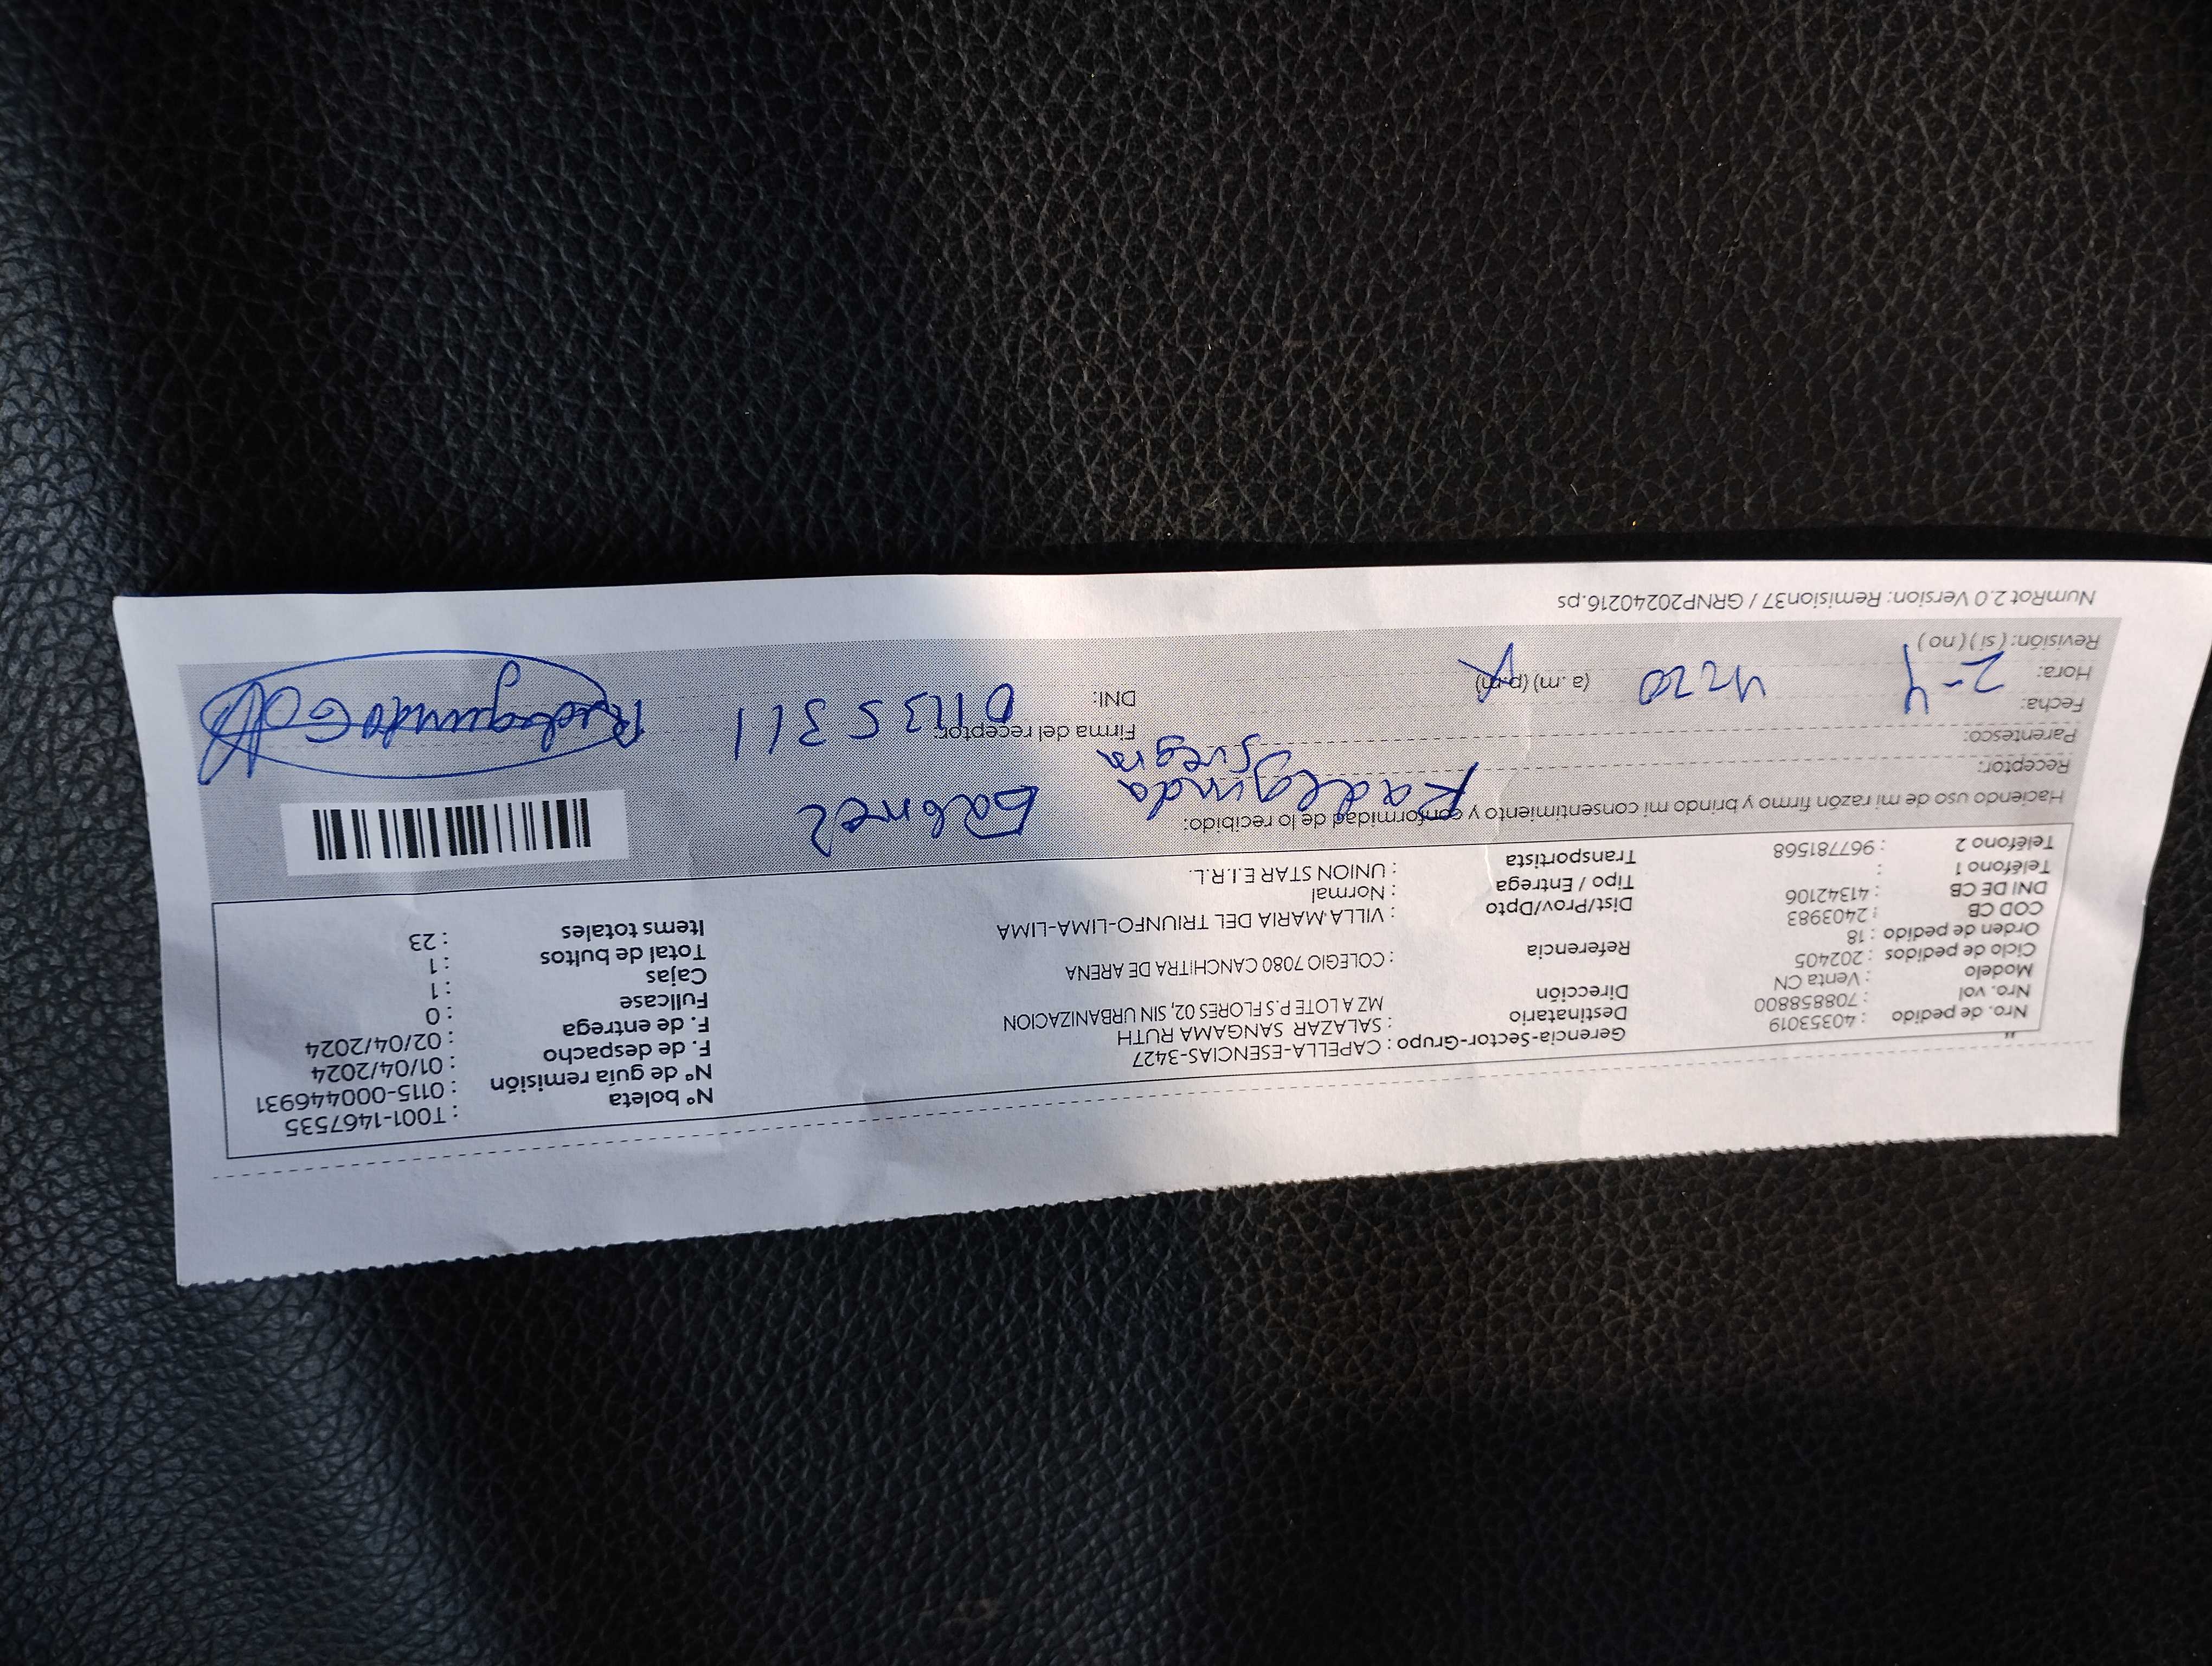 Nro. de pedido : 40353019
Nro. vol : 708858800
Modelo : Venta CN
Ciclo de pedidos : 202405
Orden de pedido : 18
COD CB : 2403983
DNI DE CB : 41342106
Teléfono 1 :
Teléfono 2 : 967781568
Gerencia-Sector-Grupo : CAPELLA-ESENCIAS-3427
Destinatario : SALAZAR SANGAMA RUTH
Dirección MZ A LOTE P.S FLORES 02, SIN URBANIZACION
Referencia : COLEGIO 7080 CANCHITRA DE ARENA
Dist/Prov/Dpto : VILLA MARIA DEL TRIUNFO-LIMA-LIMA
Tipo / Entrega : Normal
Transportista : UNION STAR E.I.R.L.
N° boleta : T001-1467535
N° de guía remisión : 0115-000446931
F. de despacho : 01/04/2024
F. de entrega : 02/04/2024
Fullcase : 0
Cajas : 1
Total de bultos : 1
Items totales : 23
Haciendo uso de mi razón firmo y brindo mi consentimiento y conformidad de lo recibido:
Receptor: Radegunda Gabriel
Parentesco: Suegra
Fecha: 2-4
Hora: 4:20 (a.m) (p.m)
Revisión: ( si ) ( no )
Firma del receptor:
DNI: 01135311
NumRot 2.0 Version: Remision37 / GRNP20240216.ps